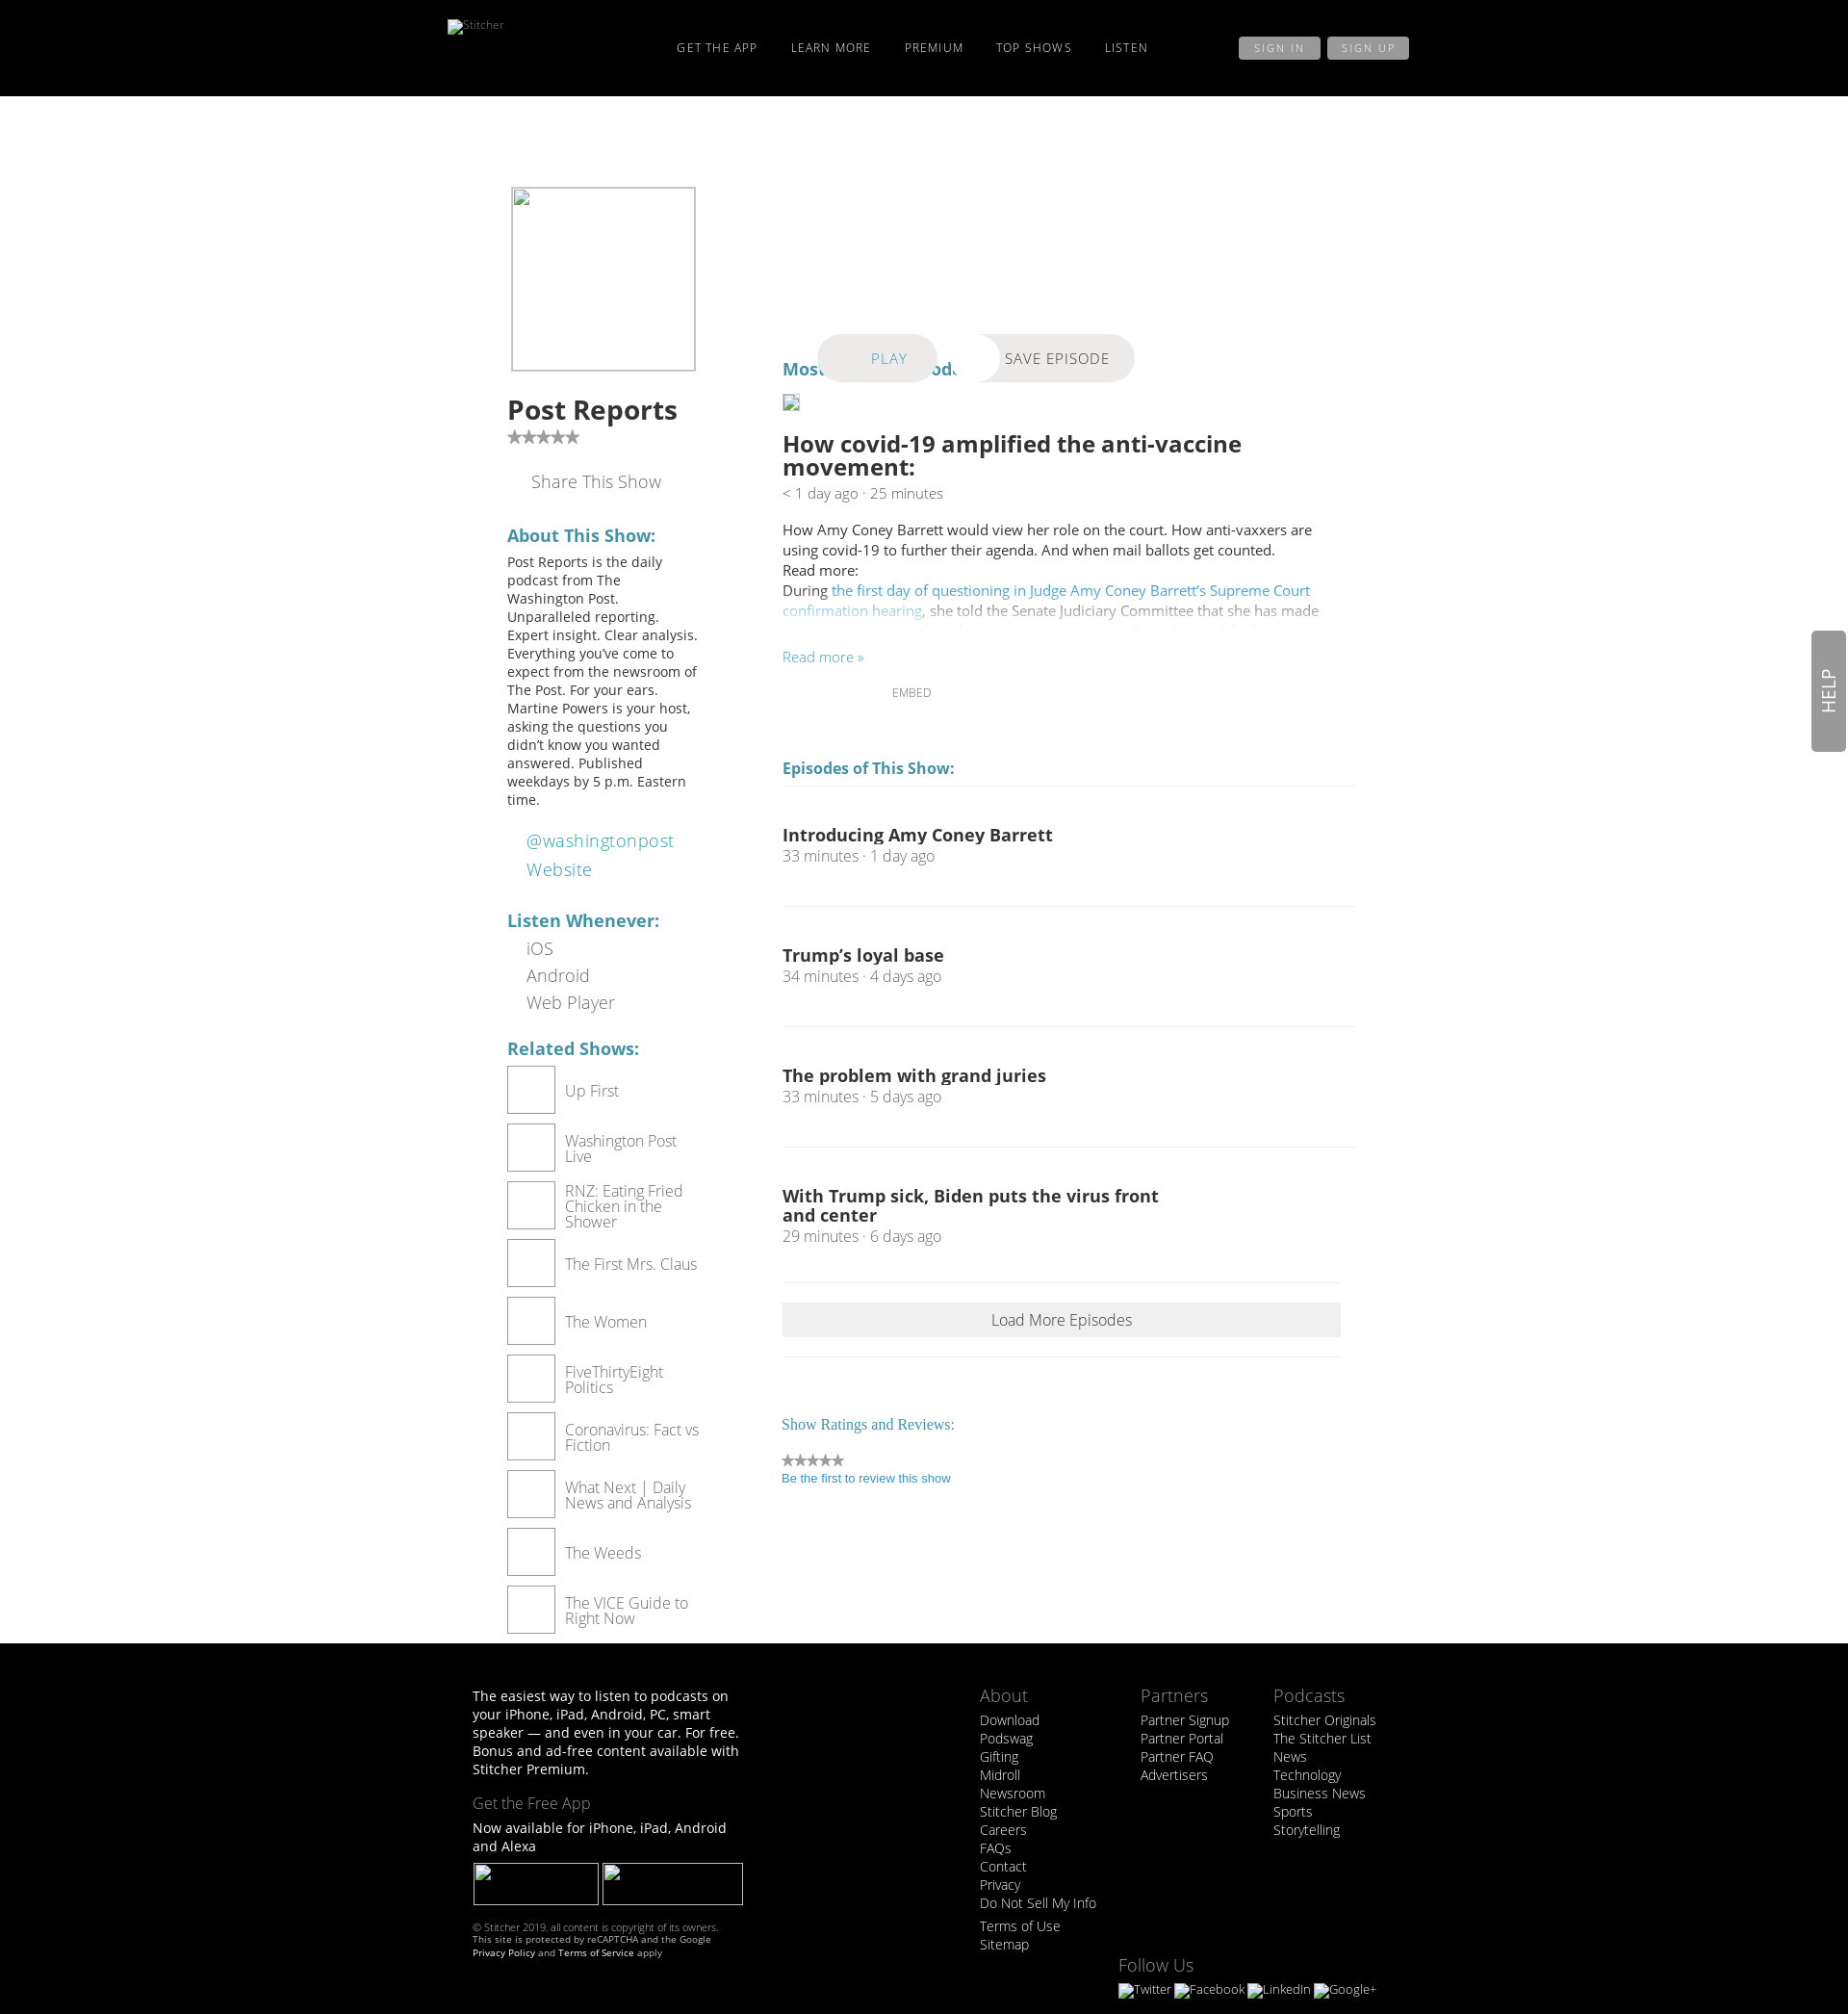 Stitcher
GET THE APP
LEARN MORE
PREMIUM
TOP SHOWS
LISTEN
SIGN IN
SIGN UP
Post Reports
★★★★★
Share This Show
About This Show:
Post Reports is the daily
podcast from The
Washington Post.
Unparalleled reporting.
Expert insight. Clear analysis.
Everything you’ve come to
expect from the newsroom of
The Post. For your ears.
Martine Powers is your host,
asking the questions you
didn’t know you wanted
answered. Published
weekdays by 5 p.m. Eastern
time.
@washingtonpost
Website
Listen Whenever:
iOS
Android
Web Player
Related Shows:
Up First
Washington Post
Live
RNZ: Eating Fried
Chicken in the
Shower
The First Mrs. Claus
The Women
FiveThirtyEight
Politics
Coronavirus: Fact vs
Fiction
What Next | Daily
News and Analysis
The Weeds
The VICE Guide to
Right Now
PLAY
SAVE EPISODE
Most
How covid-19 amplified the anti-vaccine
movement:
< 1 day ago · 25 minutes
How Amy Coney Barrett would view her role on the court. How anti-vaxxers are
using covid-19 to further their agenda. And when mail ballots get counted.
Read more:
During the first day of questioning in Judge Amy Coney Barrett’s Supreme Court
confirmation hearing, she told the Senate Judiciary Committee that she has made
Read more »
EMBED
HELP
Episodes of This Show:
Introducing Amy Coney Barrett
33 minutes · 1 day ago
Trump’s loyal base
34 minutes · 4 days ago
The problem with grand juries
33 minutes · 5 days ago
With Trump sick, Biden puts the virus front
and center
29 minutes · 6 days ago
Load More Episodes
Show Ratings and Reviews:
★★★★★
Be the first to review this show
The easiest way to listen to podcasts on
your iPhone, iPad, Android, PC, smart
speaker — and even in your car. For free.
Bonus and ad-free content available with
Stitcher Premium.
Get the Free App
Now available for iPhone, iPad, Android
and Alexa
© Stitcher 2019, all content is copyright of its owners.
This site is protected by reCAPTCHA and the Google
Privacy Policy and Terms of Service apply
About
Download
Podswag
Gifting
Midroll
Newsroom
Stitcher Blog
Careers
FAQs
Contact
Privacy
Do Not Sell My Info
Terms of Use
Sitemap
Partners
Partner Signup
Partner Portal
Partner FAQ
Advertisers
Podcasts
Stitcher Originals
The Stitcher List
News
Technology
Business News
Sports
Storytelling
Follow Us
Twitter Facebook LinkedIn Google+